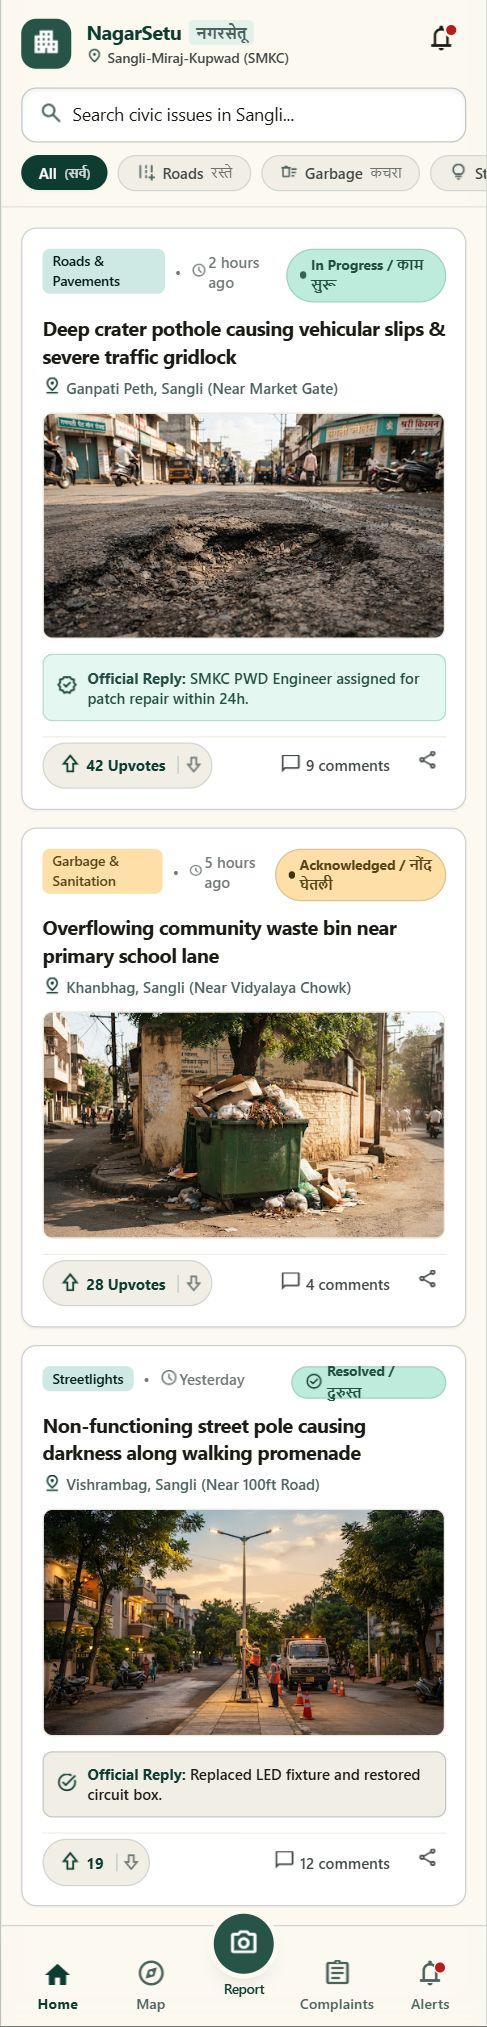 NagarSetu नगरसेतू
Sangli-Miraj-Kupwad (SMKC)
Search civic issues in Sangli...
All (सर्व) Roads रस्ते Garbage कचरा
Roads &
Pavements
• 2 hours
ago
• In Progress / काम
सुरू
Deep crater pothole causing vehicular slips &
severe traffic gridlock
Ganpati Peth, Sangli (Near Market Gate)
Official Reply: SMKC PWD Engineer assigned for
patch repair within 24h.
42 Upvotes 9 comments
Garbage &
Sanitation
• 5 hours
ago
• Acknowledged / नोंद
घेतली
Overflowing community waste bin near
primary school lane
Khanbhag, Sangli (Near Vidyalaya Chowk)
28 Upvotes 4 comments
Streetlights • Yesterday
Resolved /
दुरुस्त
Non-functioning street pole causing
darkness along walking promenade
Vishrambag, Sangli (Near 100ft Road)
Official Reply: Replaced LED fixture and restored
circuit box.
19 12 comments
Home Map Report Complaints Alerts